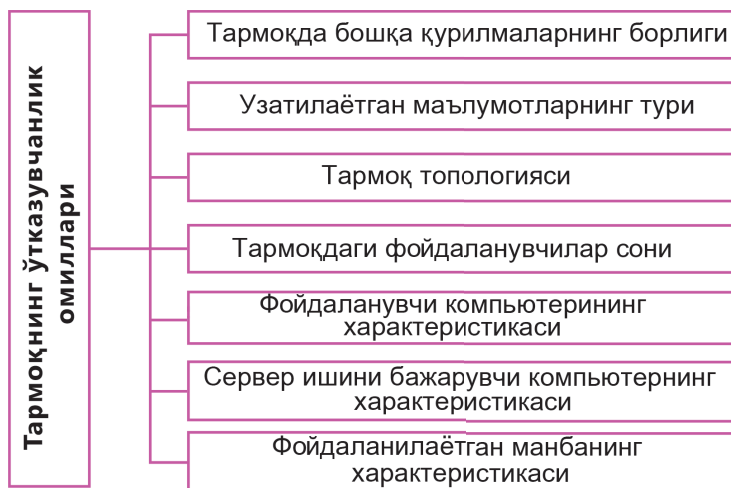 Тармоқнинг ўтказувчанлик
омиллари
Тармоқда бошқа қурилмаларнинг борлиги
Узатилаётган маълумотларнинг тури
Тармоқ топологияси
Тармоқдаги фойдаланувчилар сони
Фойдаланувчи компьютерининг
характеристикаси
Сервер ишини бажарувчи компьютернинг
характеристикаси
Фойдаланилаётган манбанинг
характеристикаси